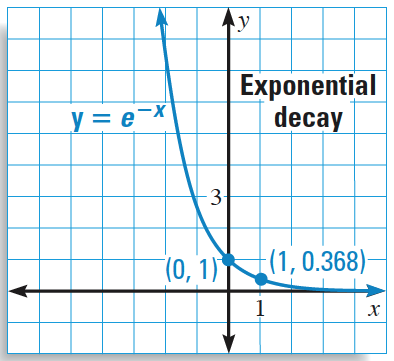 y
Exponential
decay
y = e⁻ˣ
3
(0, 1)
(1, 0.368)
1
x